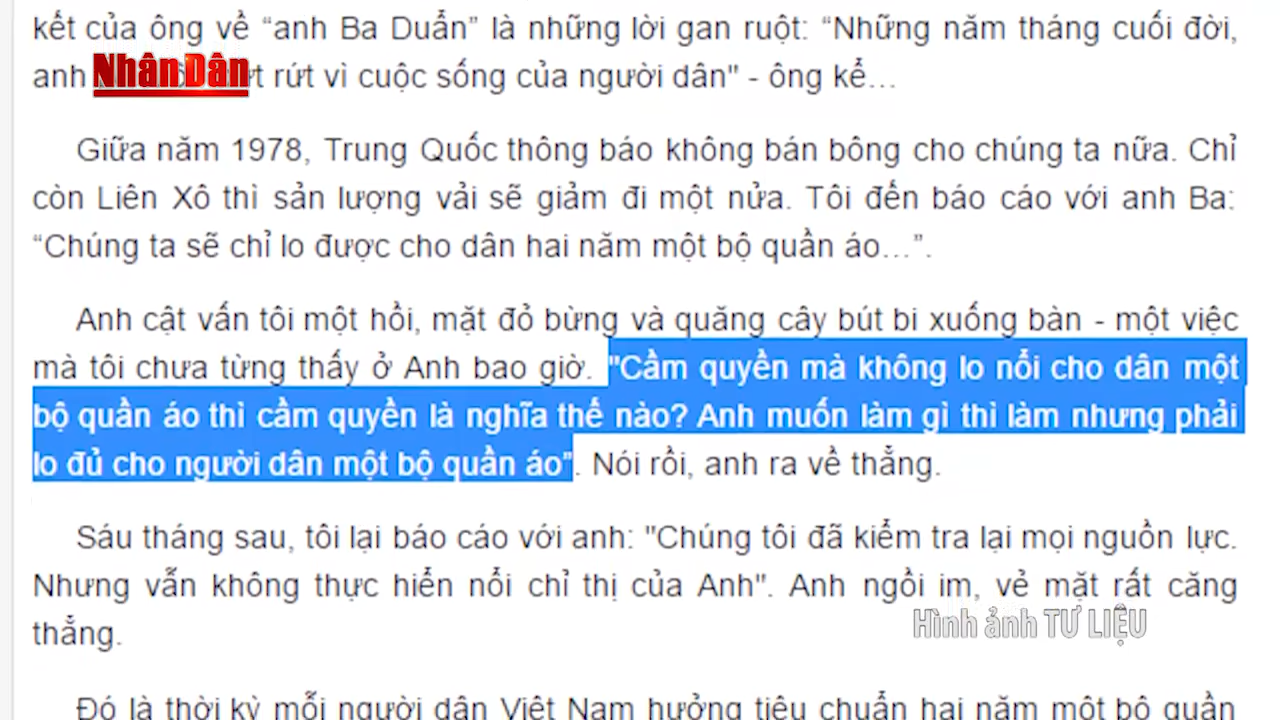 kết của ông về “anh Ba Duẩn” là những lời gan ruột: “Những năm tháng cuối đời,
anh rứt vì cuộc sống của người dân" - ông kể...
NhânDân
Giữa năm 1978, Trung Quốc thông báo không bán bông cho chúng ta nữa. Chỉ
còn Liên Xô thì sản lượng vải sẽ giảm đi một nửa. Tôi đến báo cáo với anh Ba:
“Chúng ta sẽ chỉ lo được cho dân hai năm một bộ quần áo...”.
Anh cật vấn tôi một hồi, mặt đỏ bừng và quăng cây bút bi xuống bàn - một việc
mà tôi chưa từng thấy ở Anh bao giờ. "Cầm quyền mà không lo nổi cho dân một
bộ quần áo thì cầm quyền là nghĩa thế nào? Anh muốn làm gì thì làm nhưng phải
lo đủ cho người dân một bộ quần áo". Nói rồi, anh ra về thẳng.
Sáu tháng sau, tôi lại báo cáo với anh: "Chúng tôi đã kiểm tra lại mọi nguồn lực.
Nhưng vẫn không thực hiển nổi chỉ thị của Anh". Anh ngồi im, vẻ mặt rất căng
thẳng.
Hình ảnh TƯ LIỆU
Đó là thời kỳ mỗi người dân Việt Nam hưởng tiêu chuẩn hai năm một bộ quần